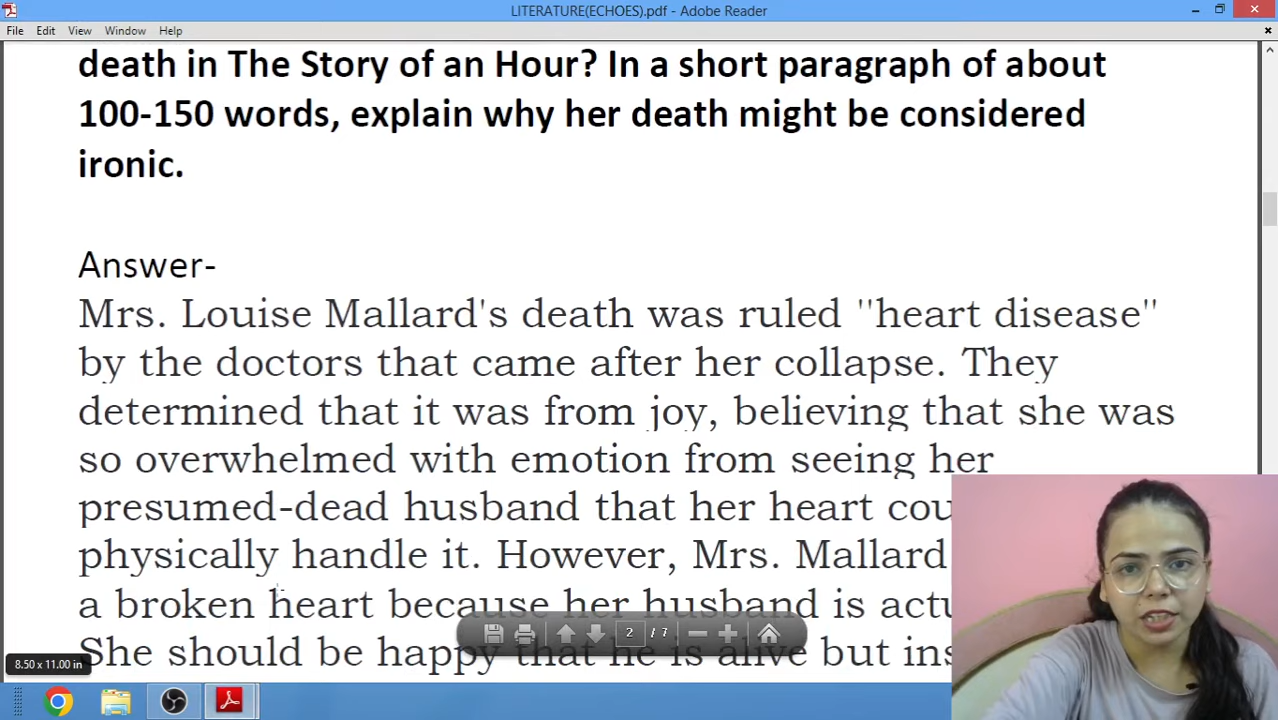 LITERATURE(ECHOES).pdf - Adobe Reader
File Edit View Window Help
death in The Story of an Hour? In a short paragraph of about
100-150 words, explain why her death might be considered
ironic.
Answer-
Mrs. Louise Mallard's death was ruled "heart disease"
by the doctors that came after her collapse. They
determined that it was from joy, believing that she was
so overwhelmed with emotion from seeing her
presumed-dead husband that her heart
physically handle it. However, Mrs. Mallard
a broken heart because her husband is
She should be happy that he is alive but
2 / 7
8.50 x 11.00 in